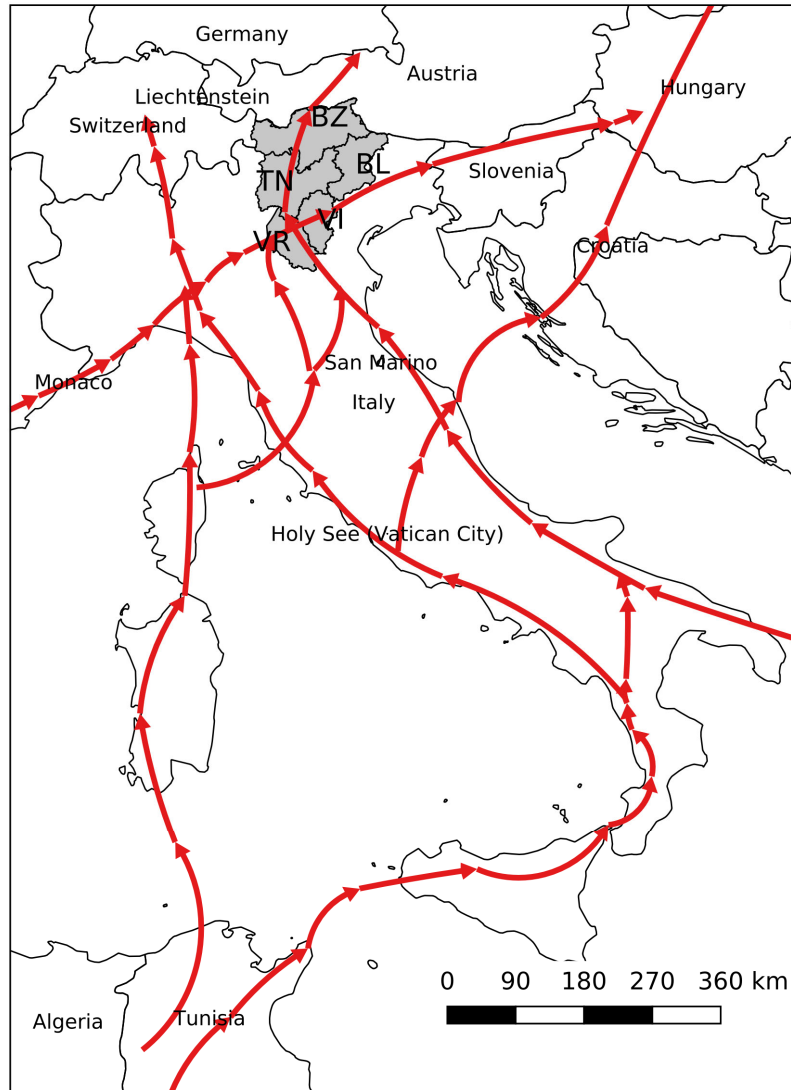 Germany
Austria
Hungary
Liechtenstein
Switzerland
BZ
BL
Slovenia
TN
VI
VR
Croatia
San Marino
Monaco
Italy
Holy See (Vatican City)
0 90 180 270 360 km
Algeria
Tunisia